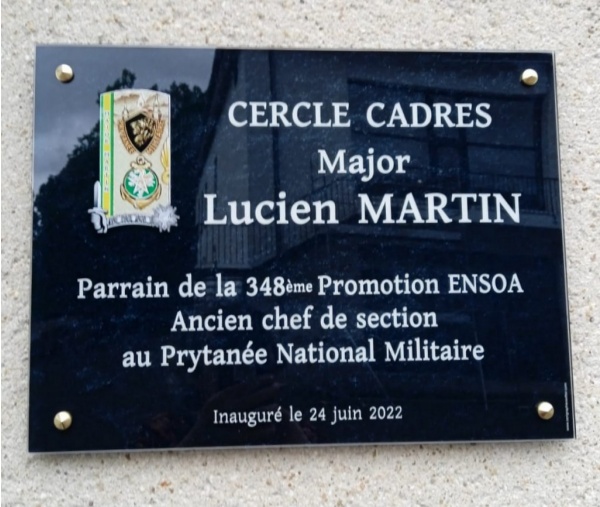 CERCLE CADRES
Major
Lucien MARTIN
Parrain de la 348ème Promotion ENSOA
Ancien chef de section
au Prytanée National Militaire
Inauguré le 24 juin 2022